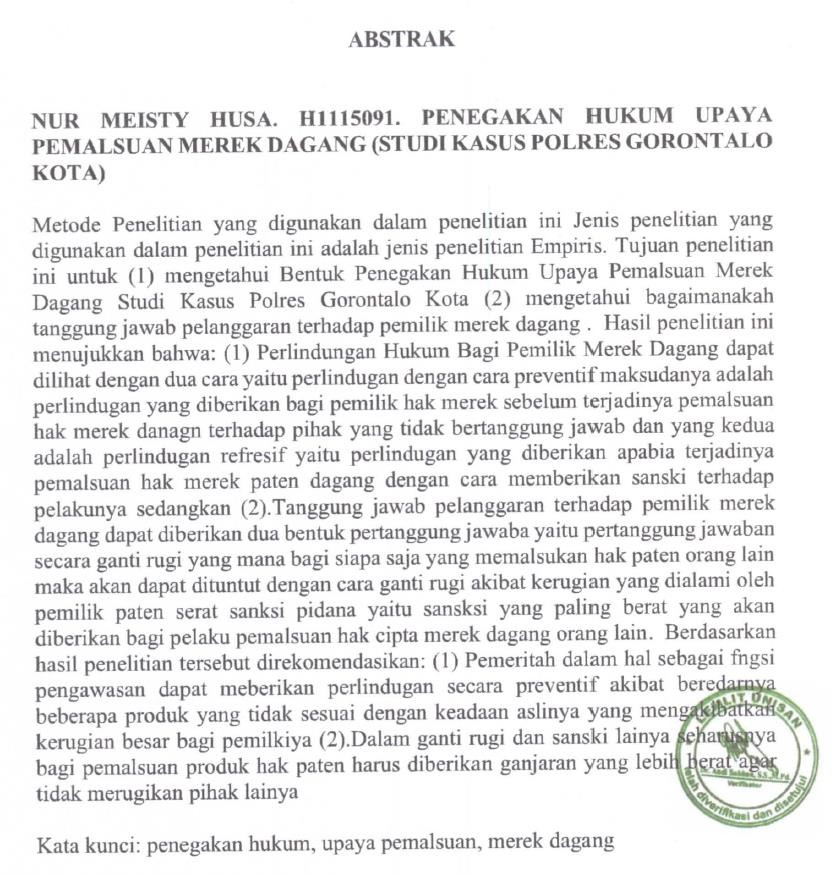 ABSTRAK
NUR MEISTY HUSA. H1115091. PENEGAKAN HUKUM UPAYA
PEMALSUAN MEREK DAGANG (STUDI KASUS POLRES GORONTALO
KOTA)
Metode Penelitian yang digunakan dalam penelitian ini Jenis penelitian yang
digunakan dalam penelitian ini adalah jenis penelitian Empiris. Tujuan penelitian
ini untuk (1) mengetahui Bentuk Penegakan Hukum Upaya Pemalsuan Merek
Dagang Studi Kasus Polres Gorontalo Kota (2) mengetahui bagaimanakah
tanggung jawab pelanggaran terhadap pemilik merek dagang . Hasil penelitian ini
menujukkan bahwa: (1) Perlindungan Hukum Bagi Pemilik Merek Dagang dapat
dilihat dengan dua cara yaitu perlindugan dengan cara preventif maksudanya adalah
perlindugan yang diberikan bagi pemilik hak merek sebelum terjadinya pemalsuan
hak merek danagn terhadap pihak yang tidak bertanggung jawab dan yang kedua
adalah perlindugan refresif yaitu perlindugan yang diberikan apabia terjadinya
pemalsuan hak merek paten dagang dengan cara memberikan sanski terhadap
pelakunya sedangkan (2).Tanggung jawab pelanggaran terhadap pemilik merek
dagang dapat diberikan dua bentuk pertanggung jawaba yaitu pertanggung jawaban
secara ganti rugi yang mana bagi siapa saja yang memalsukan hak paten orang lain
maka akan dapat dituntut dengan cara ganti rugi akibat kerugian yang dialami oleh
pemilik paten serat sanksi pidana yaitu sansksi yang paling berat yang akan
diberikan bagi pelaku pemalsuan hak cipta merek dagang orang lain. Berdasarkan
hasil penelitian tersebut direkomendasikan: (1) Pemeritah dalam hal sebagai fngsi
pengawasan dapat meberikan perlindugan secara preventif akibat beredarnya
beberapa produk yang tidak sesuai dengan keadaan aslinya yang mengakibatkan
kerugian besar bagi pemilkiya (2).Dalam ganti rugi dan sanski lainya seharusnya
bagi pemalsuan produk hak paten harus diberikan ganjaran yang lebih berat agar
tidak merugikan pihak lainya
Kata kunci: penegakan hukum, upaya pemalsuan, merek dagang
UNISAN
S.S.,M.Pd.
Verifikator
telah diverifikasi dan disetujui